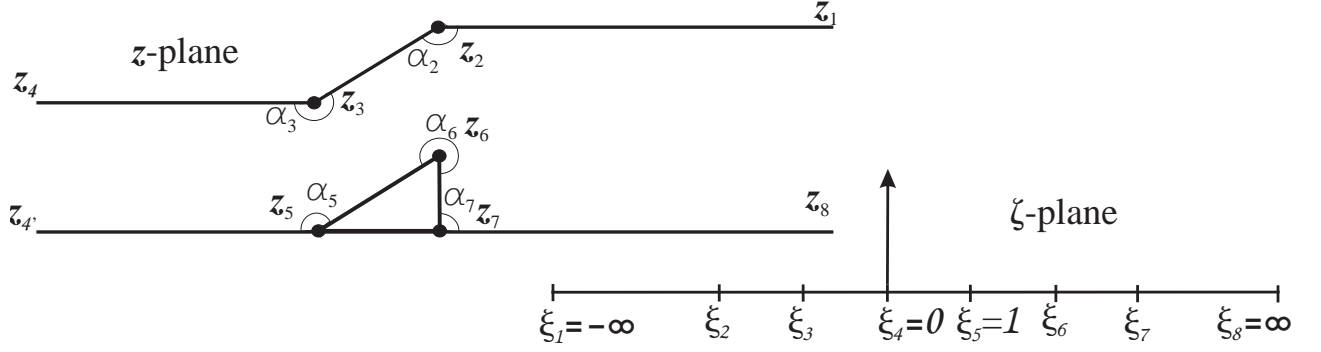 z₁
z-plane α₂ z₂
z₄ z₃
α₃
α₆ z₆
α₅ α₇
z₄' z₅ z₇ z₈
ζ-plane
ξ₁=-∞ ξ₂ ξ₃ ξ₄=0 ξ₅=1 ξ₆ ξ₇ ξ₈=∞